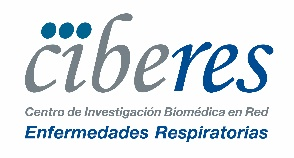 ciberes
Centro de Investigación Biomédica en Red
Enfermedades Respiratorias